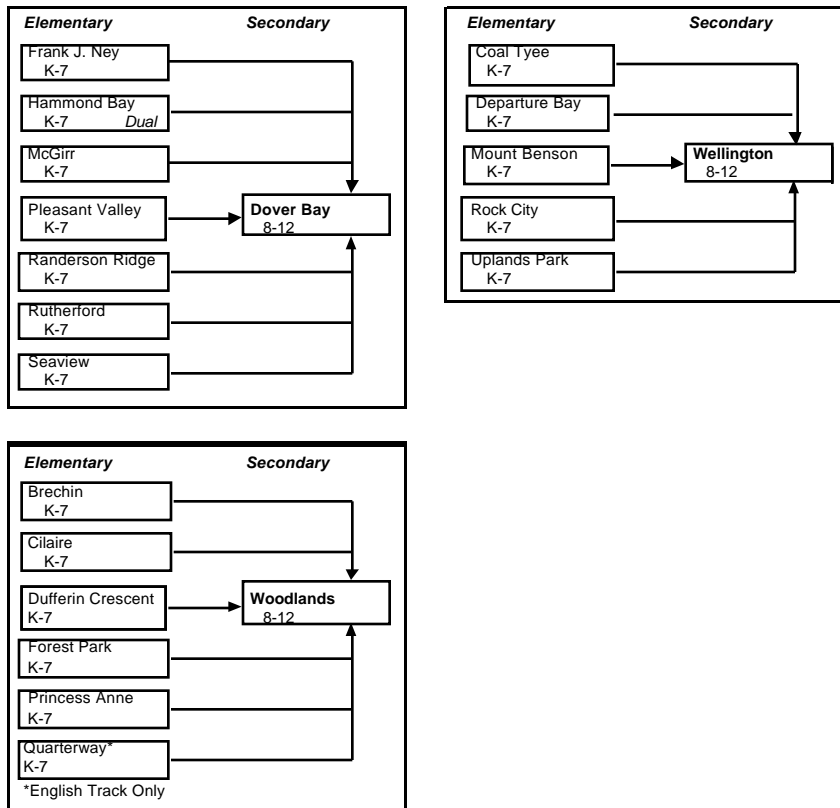 Elementary Secondary
Frank J. Ney
K-7
Hammond Bay
K-7 Dual
McGirr
K-7
Pleasant Valley
K-7
Randerson Ridge
K-7
Rutherford
K-7
Seaview
K-7
Dover Bay
8-12
Elementary Secondary
Coal Tyee
K-7
Departure Bay
K-7
Mount Benson
K-7
Rock City
K-7
Uplands Park
K-7
Wellington
8-12
Elementary Secondary
Brechin
K-7
Cilaire
K-7
Dufferin Crescent
K-7
Forest Park
K-7
Princess Anne
K-7
Quarterway*
K-7
*English Track Only
Woodlands
8-12